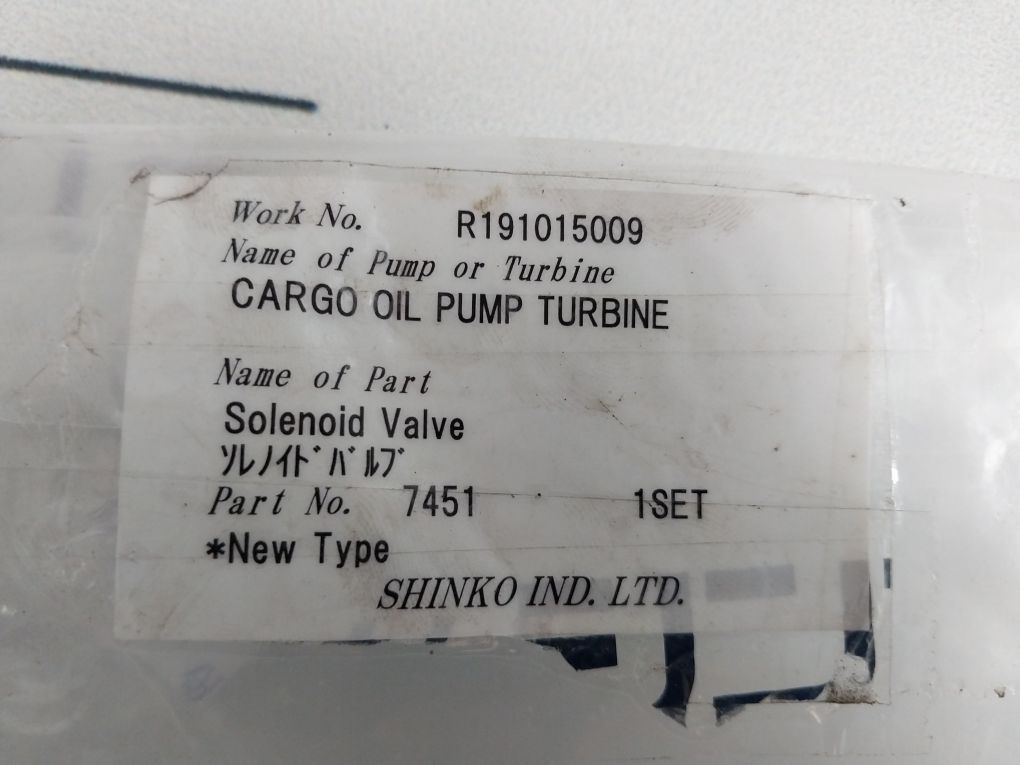 Work No. R191015009
Name of Pump or Turbine
CARGO OIL PUMP TURBINE
Name of Part
Solenoid Valve
ｿﾚﾉｲﾄﾞﾊﾞﾙﾌﾞ
Part No. 7451 1SET
*New Type
SHINKO IND. LTD.